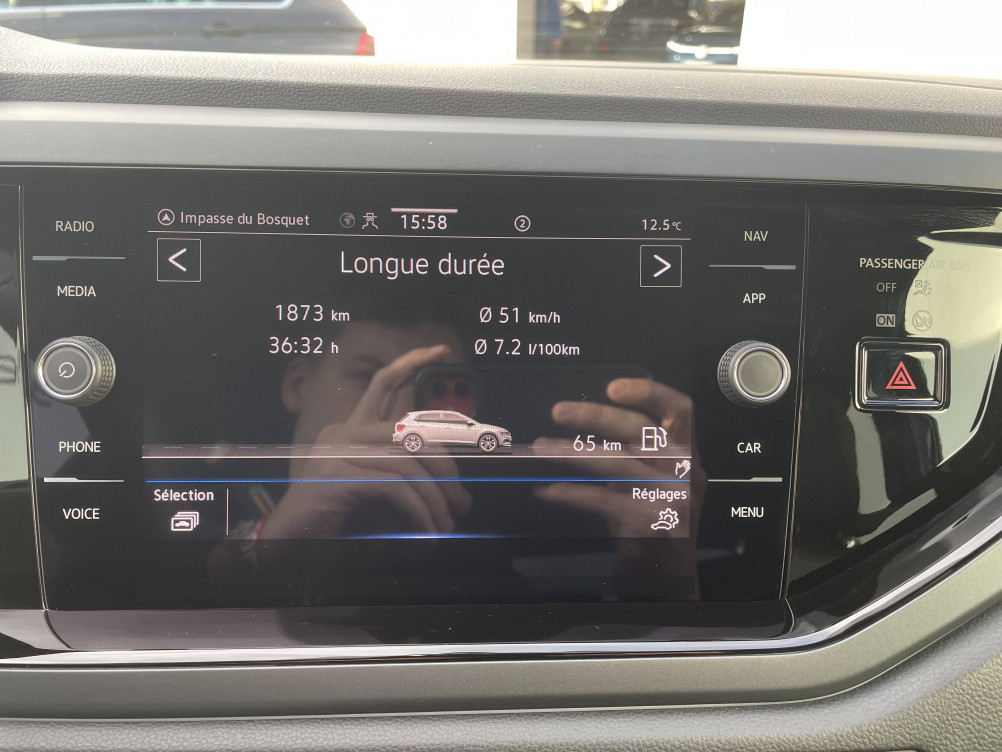 RADIO
MEDIA
PHONE
VOICE
Impasse du Bosquet 15:58 2 12.5°C
< Longue durée >
1873 km Ø 51 km/h
36:32 h Ø 7.2 l/100km
65 km
Sélection Réglages
NAV
APP
CAR
MENU
PASSENGER AIR BAG
OFF
ON